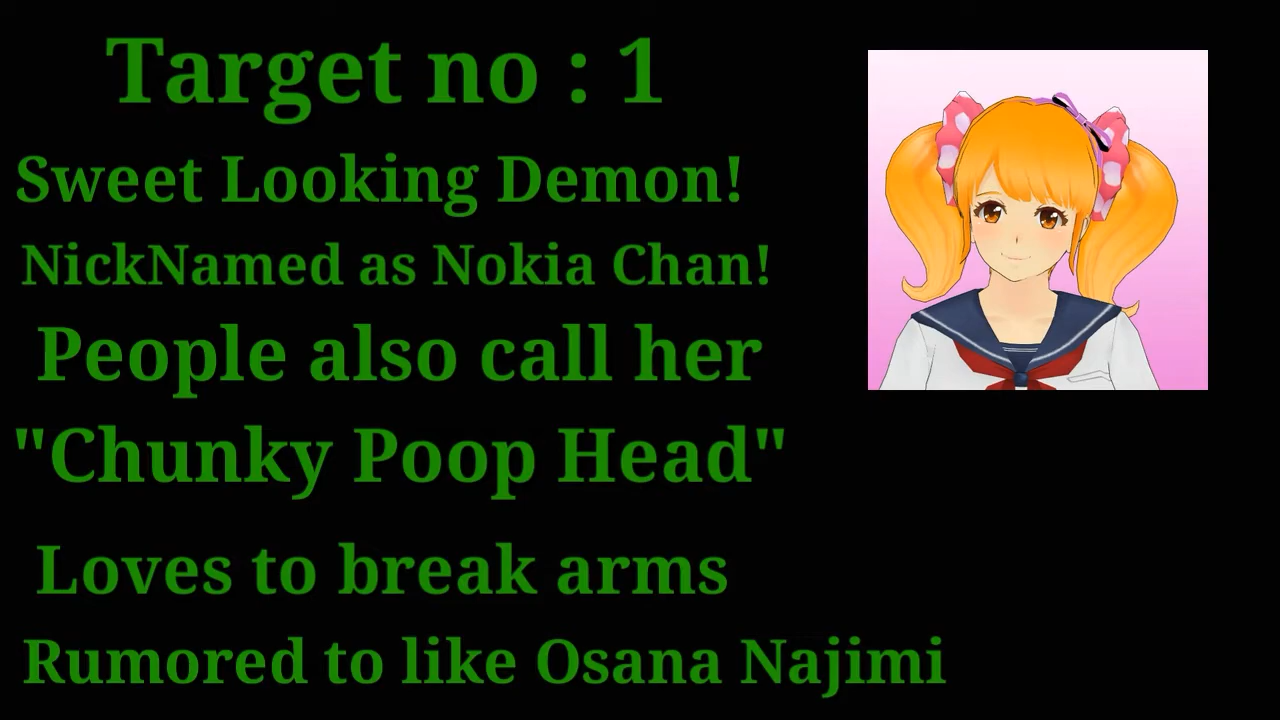 Target no : 1
Sweet Looking Demon!
NickNamed as Nokia Chan!
People also call her
"Chunky Poop Head"
Loves to break arms
Rumored to like Osana Najimi